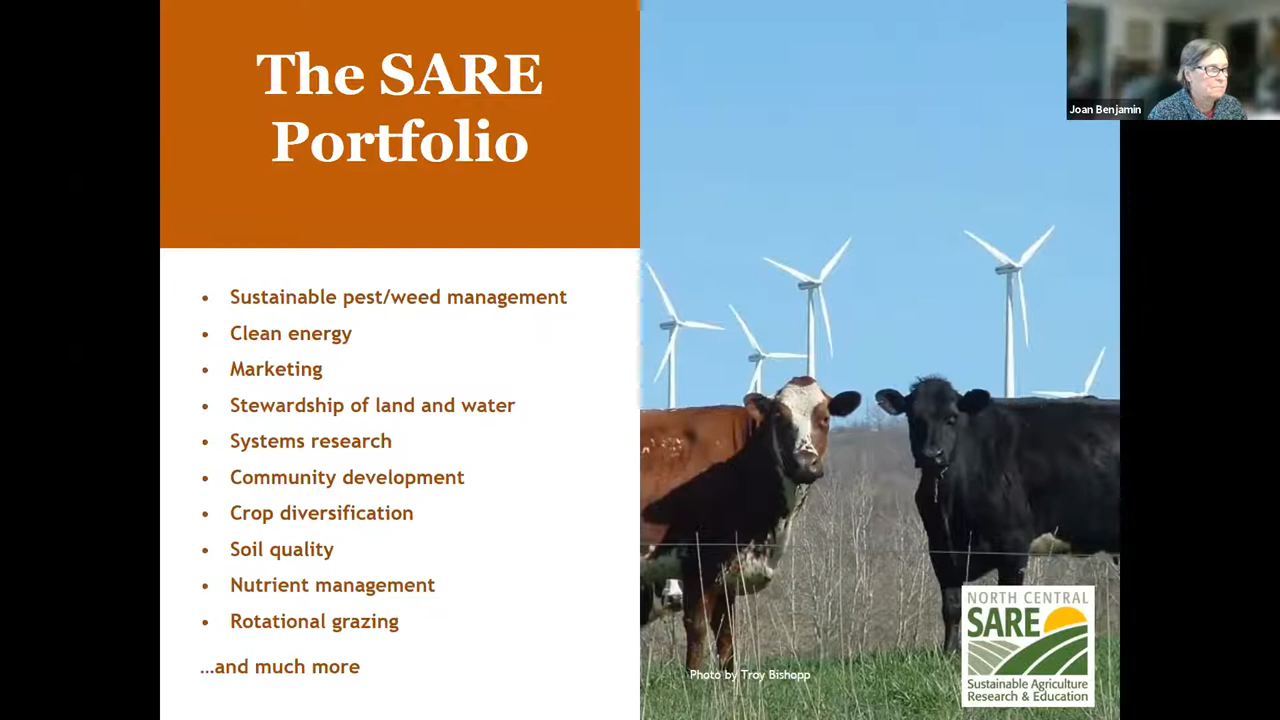 The SARE
Portfolio
Joan Benjamin
• Sustainable pest/weed management
• Clean energy
• Marketing
• Stewardship of land and water
• Systems research
• Community development
• Crop diversification
• Soil quality
• Nutrient management
• Rotational grazing
...and much more
Photo by Troy Bishopp
NORTH CENTRAL
SARE
Sustainable Agriculture
Research & Education